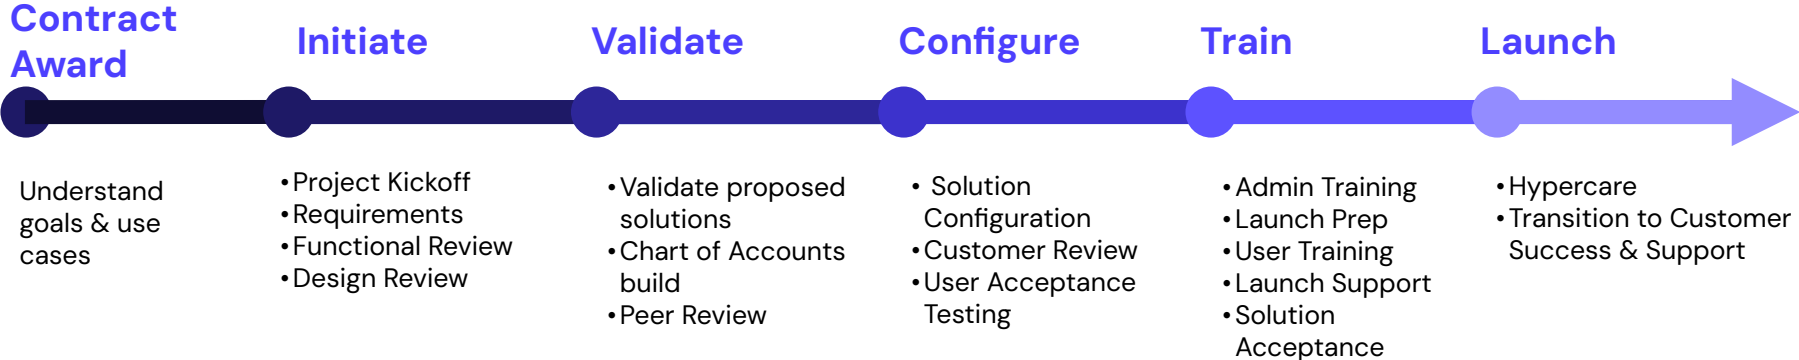 Contract
Award
Initiate
Validate
Configure
Train
Launch
Understand
goals & use
cases
•Project Kickoff
•Requirements
•Functional Review
•Design Review
•Validate proposed
solutions
•Chart of Accounts
build
•Peer Review
• Solution
Configuration
•Customer Review
•User Acceptance
Testing
•Admin Training
•Launch Prep
•User Training
•Launch Support
•Solution
Acceptance
•Hypercare
•Transition to Customer
Success & Support